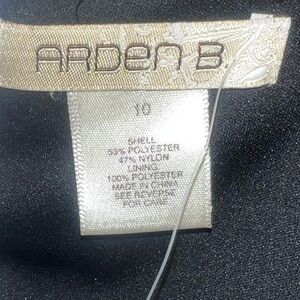 ARDEN B.
10
SHELL
53% POLYESTER
47% NYLON
LINING
100% POLYESTER
MADE IN CHINA
SEE REVERSE
FOR CARE